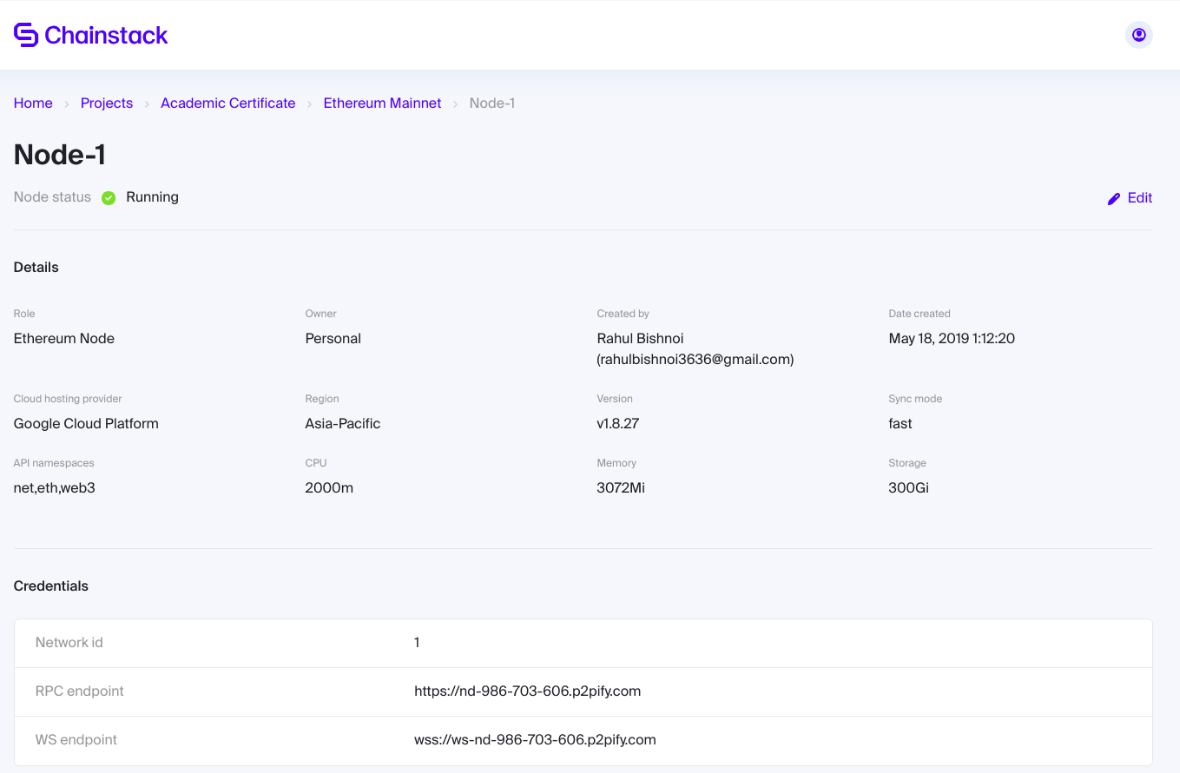 Chainstack
Home › Projects › Academic Certificate › Ethereum Mainnet › Node-1
Node-1
Node status Running
Edit
Details
Role Owner Created by Date created
Ethereum Node Personal Rahul Bishnoi May 18, 2019 1:12:20
(rahulbishnoi3636@gmail.com)
Cloud hosting provider Region Version Sync mode
Google Cloud Platform Asia-Pacific v1.8.27 fast
API namespaces CPU Memory Storage
net,eth,web3 2000m 3072Mi 300Gi
Credentials
Network id 1
RPC endpoint https://nd-986-703-606.p2pify.com
WS endpoint wss://ws-nd-986-703-606.p2pify.com